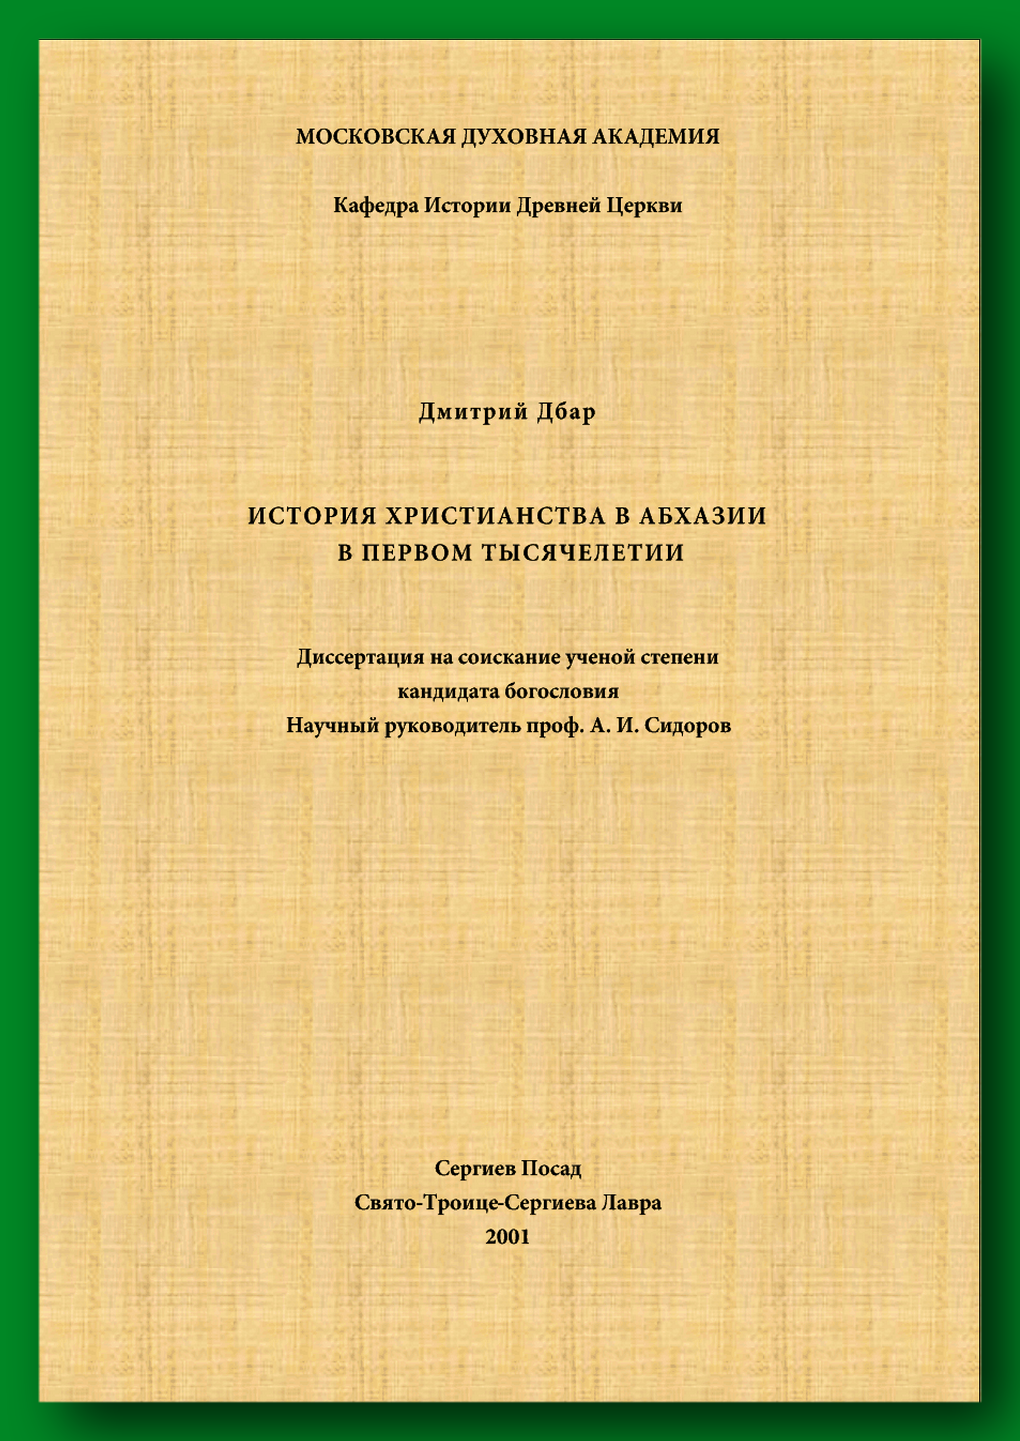 МОСКОВСКАЯ ДУХОВНАЯ АКАДЕМИЯ
Кафедра Истории Древней Церкви
Дмитрий Дбар
ИСТОРИЯ ХРИСТИАНСТВА В АБХАЗИИ
В ПЕРВОМ ТЫСЯЧЕЛЕТИИ
Диссертация на соискание ученой степени
кандидата богословия
Научный руководитель проф. А. И. Сидоров
Сергиев Посад
Свято-Троице-Сергиева Лавра
2001